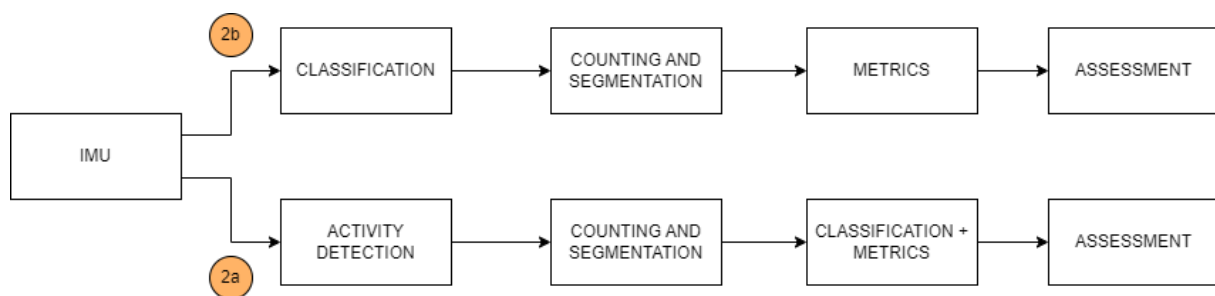 2b
CLASSIFICATION
COUNTING AND
SEGMENTATION
METRICS
ASSESSMENT
IMU
ACTIVITY
DETECTION
COUNTING AND
SEGMENTATION
CLASSIFICATION +
METRICS
ASSESSMENT
2a